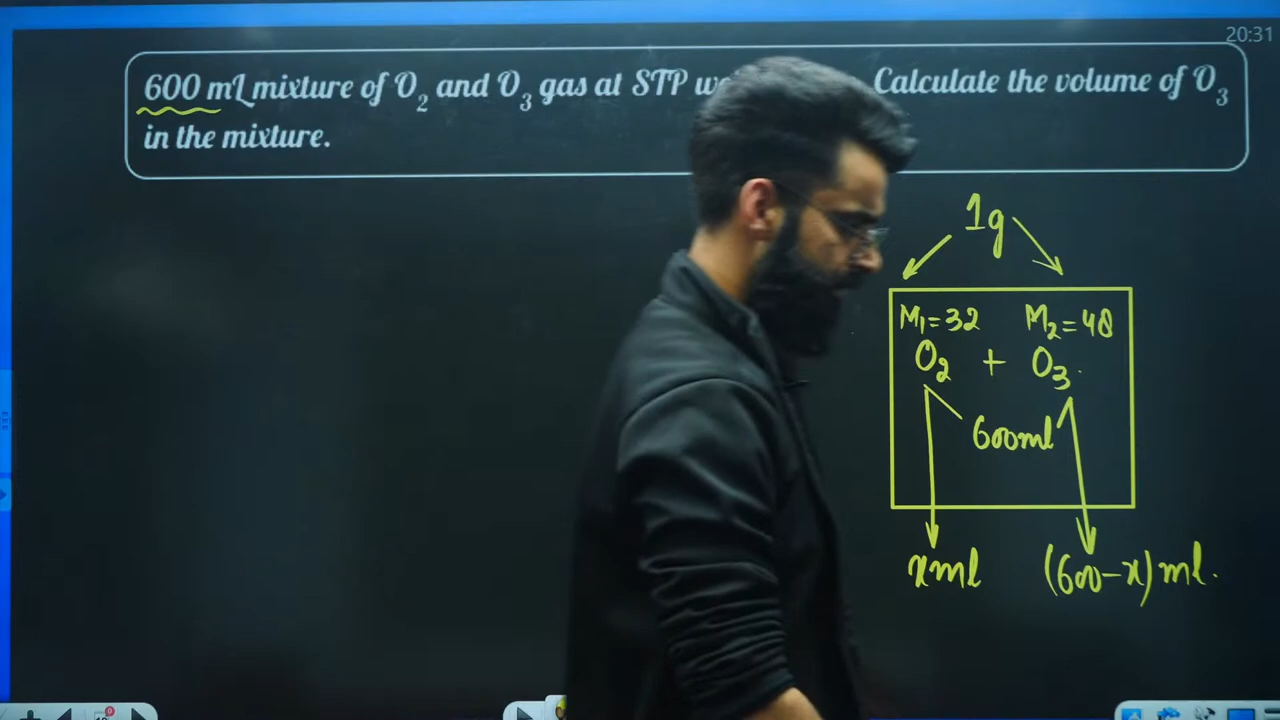 20:31
600 mL mixture of O₂ and O₃ gas at STP Calculate the volume of O₃
in the mixture.
1g
M₁=32 M₂=48
O₂ + O₃.
600ml
xml (600-x)ml.